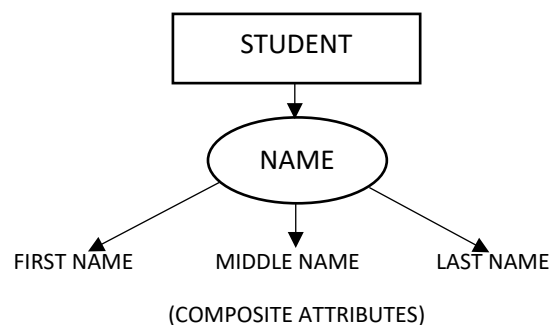 STUDENT
NAME
FIRST NAME MIDDLE NAME LAST NAME
(COMPOSITE ATTRIBUTES)